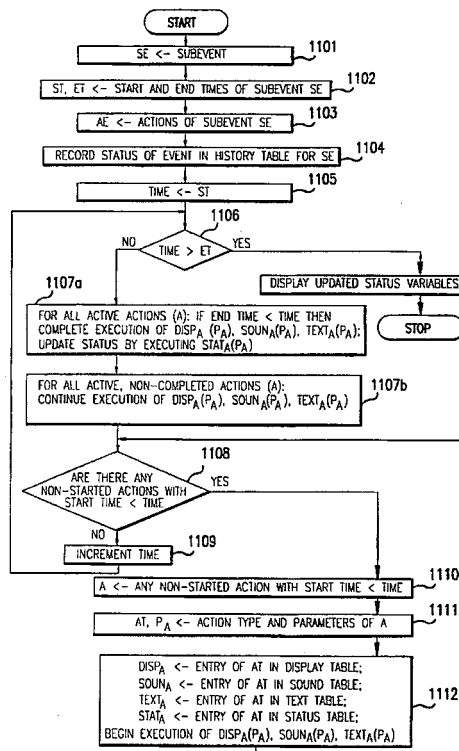 START
1101
SE <- SUBEVENT
1102
ST, ET <- START AND END TIMES OF SUBEVENT SE
1103
AE <- ACTIONS OF SUBEVENT SE
1104
RECORD STATUS OF EVENT IN HISTORY TABLE FOR SE
1105
TIME <- ST
1106
NO
TIME > ET
YES
DISPLAY UPDATED STATUS VARIABLES
STOP
1107a
FOR ALL ACTIVE ACTIONS (A): IF END TIME < TIME THEN
COMPLETE EXECUTION OF DISPA (PA), SOUNA(PA), TEXTA(PA);
UPDATE STATUS BY EXECUTING STATA(PA)
FOR ALL ACTIVE, NON-COMPLETED ACTIONS (A):
CONTINUE EXECUTION OF DISPA(PA), SOUNA(PA), TEXTA(PA)
1107b
1108
ARE THERE ANY
NON-STARTED ACTIONS WITH
START TIME < TIME
YES
NO
1109
INCREMENT TIME
1110
A <- ANY NON-STARTED ACTION WITH START TIME < TIME
1111
AT, PA <- ACTION TYPE AND PARAMETERS OF A
1112
DISPA <- ENTRY OF AT IN DISPLAY TABLE;
SOUNA <- ENTRY OF AT IN SOUND TABLE;
TEXTA <- ENTRY OF AT IN TEXT TABLE;
STATA <- ENTRY OF AT IN STATUS TABLE;
BEGIN EXECUTION OF DISPA(PA), SOUNA(PA), TEXTA(PA)